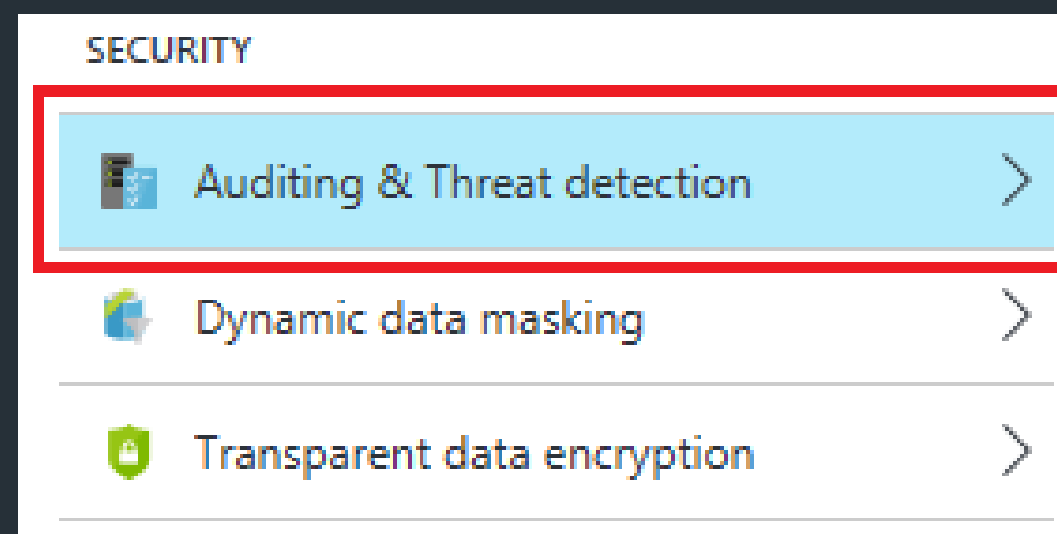 SECURITY
Auditing & Threat detection
Dynamic data masking
Transparent data encryption